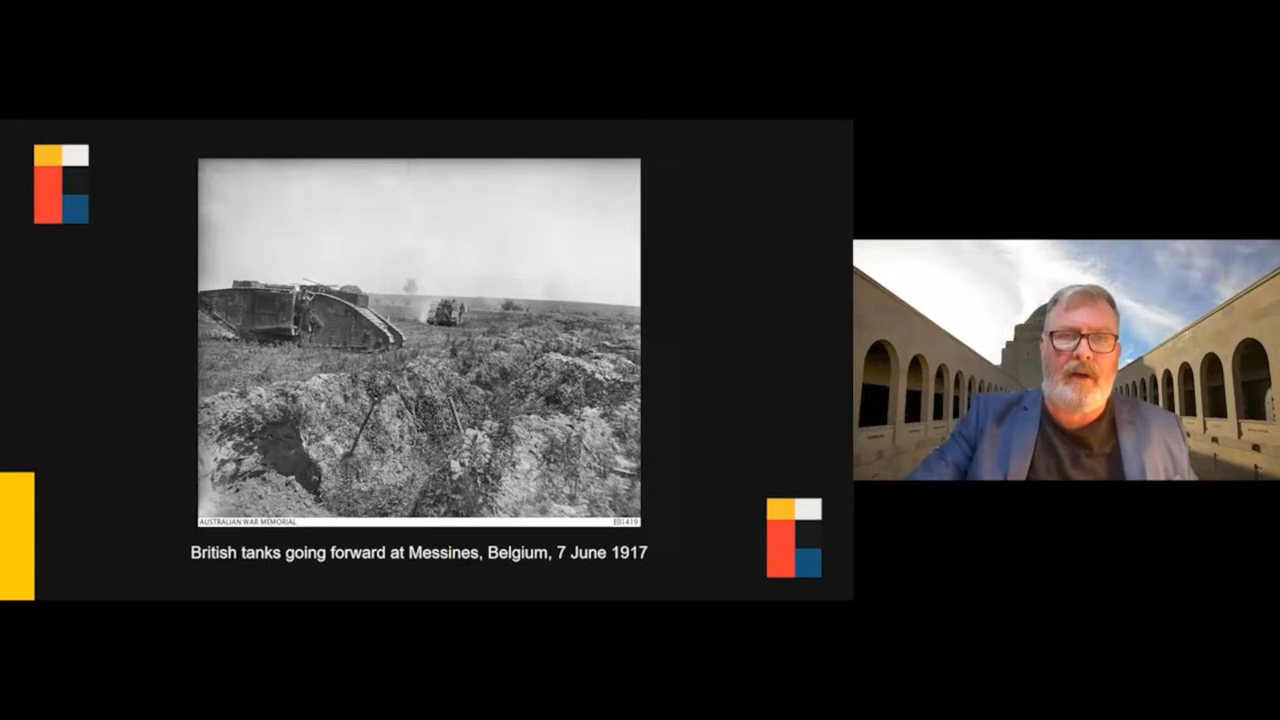 AUSTRALIAN WAR MEMORIAL
E01419
British tanks going forward at Messines, Belgium, 7 June 1917